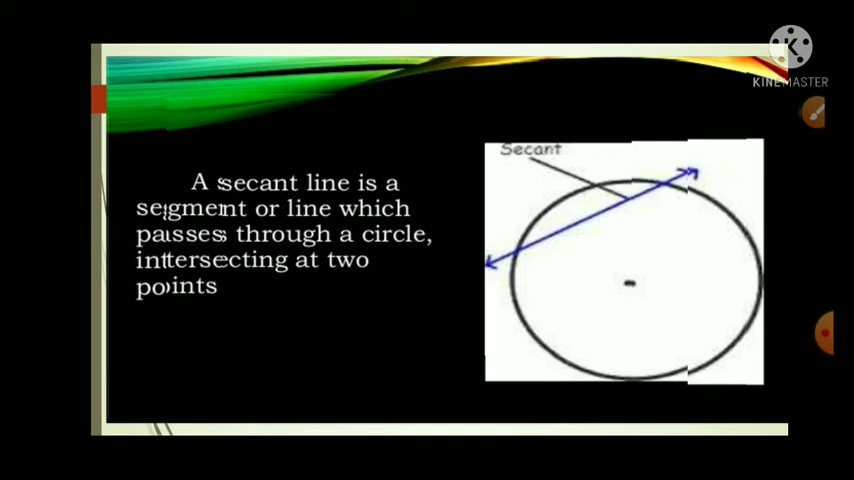 KINEMASTER
Secant
A secant line is a
segment or line which
passes through a circle,
intersecting at two
points